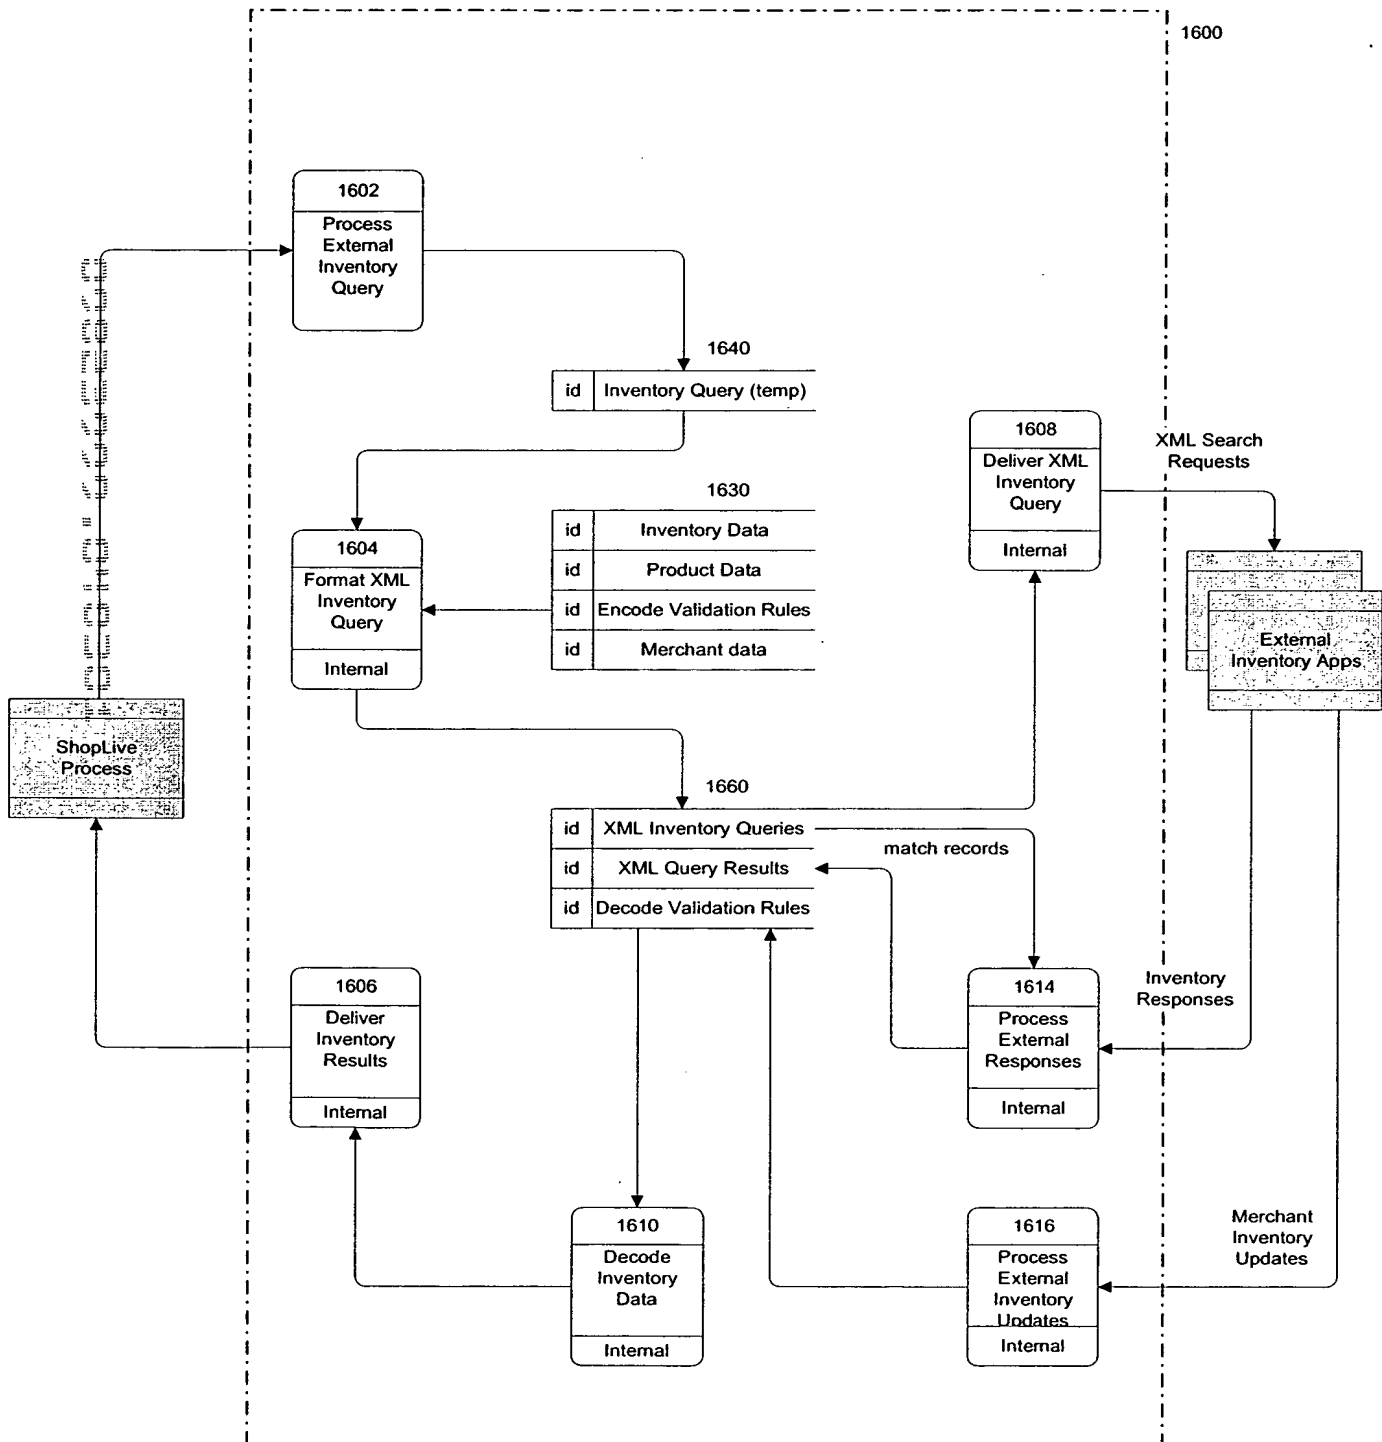 1600
1602
Process
External
Inventory
Query
1640
id Inventory Query (temp)
1608
Deliver XML
Inventory
Query
Internal
XML Search
Requests
1630
id Inventory Data
id Product Data
id Encode Validation Rules
id Merchant data
1604
Format XML
Inventory
Query
Internal
External
Inventory Apps
ShopLive
Process
1660
id XML Inventory Queries
id XML Query Results
id Decode Validation Rules
match records
1606
Deliver
Inventory
Results
Internal
1614
Process
External
Responses
Internal
Inventory
Responses
1610
Decode
Inventory
Data
Internal
1616
Process
External
Inventory
Updates
Internal
Merchant
Inventory
Updates